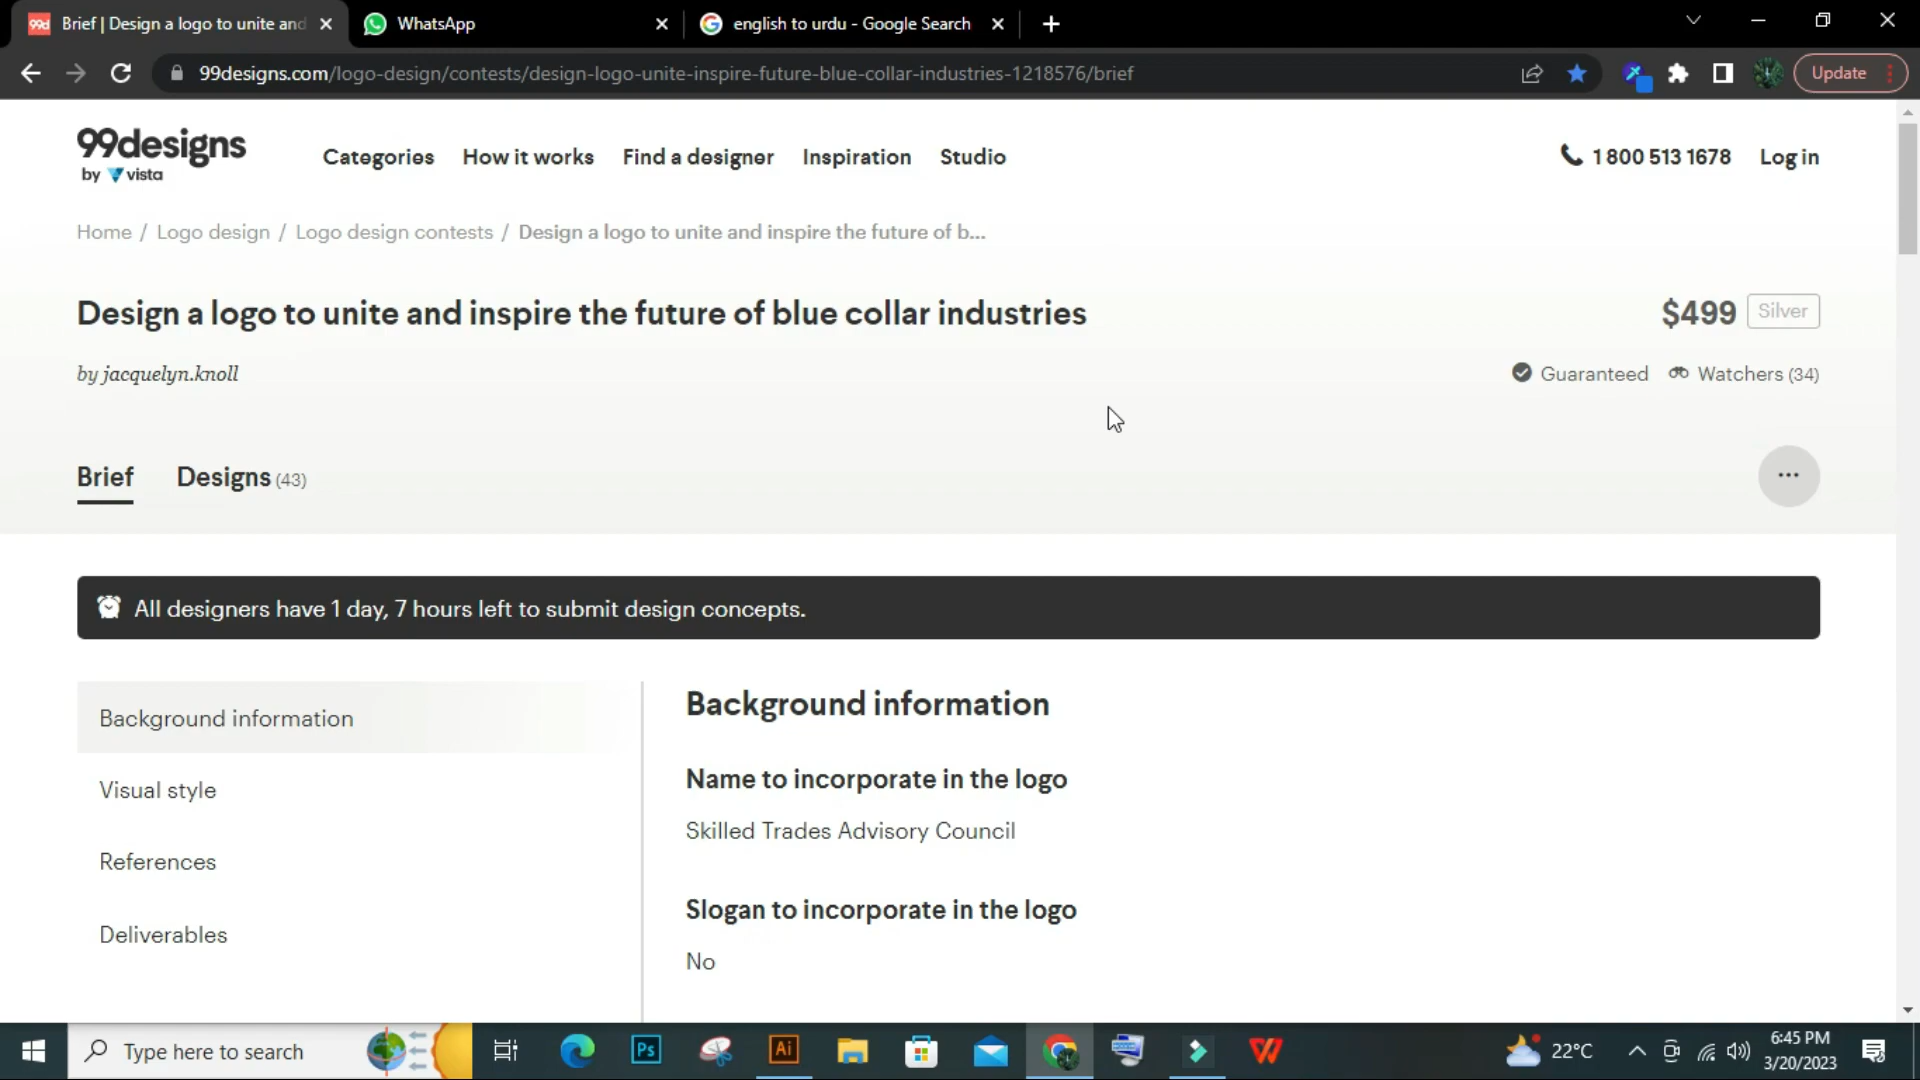 99d Brief | Design a logo to unite and
WhatsApp
english to urdu - Google Search
99designs.com/logo-design/contests/design-logo-unite-inspire-future-blue-collar-industries-1218576/brief
Update
99designs
by vista
Categories How it works Find a designer Inspiration Studio
1 800 513 1678 Log in
Home / Logo design / Logo design contests / Design a logo to unite and inspire the future of b...
Design a logo to unite and inspire the future of blue collar industries
$499 Silver
by jacquelyn.knoll
Guaranteed Watchers (34)
Brief Designs (43)
All designers have 1 day, 7 hours left to submit design concepts.
Background information
Visual style
References
Deliverables
Background information
Name to incorporate in the logo
Skilled Trades Advisory Council
Slogan to incorporate in the logo
No
Type here to search
Ps
Ai
22°C
6:45 PM
3/20/2023